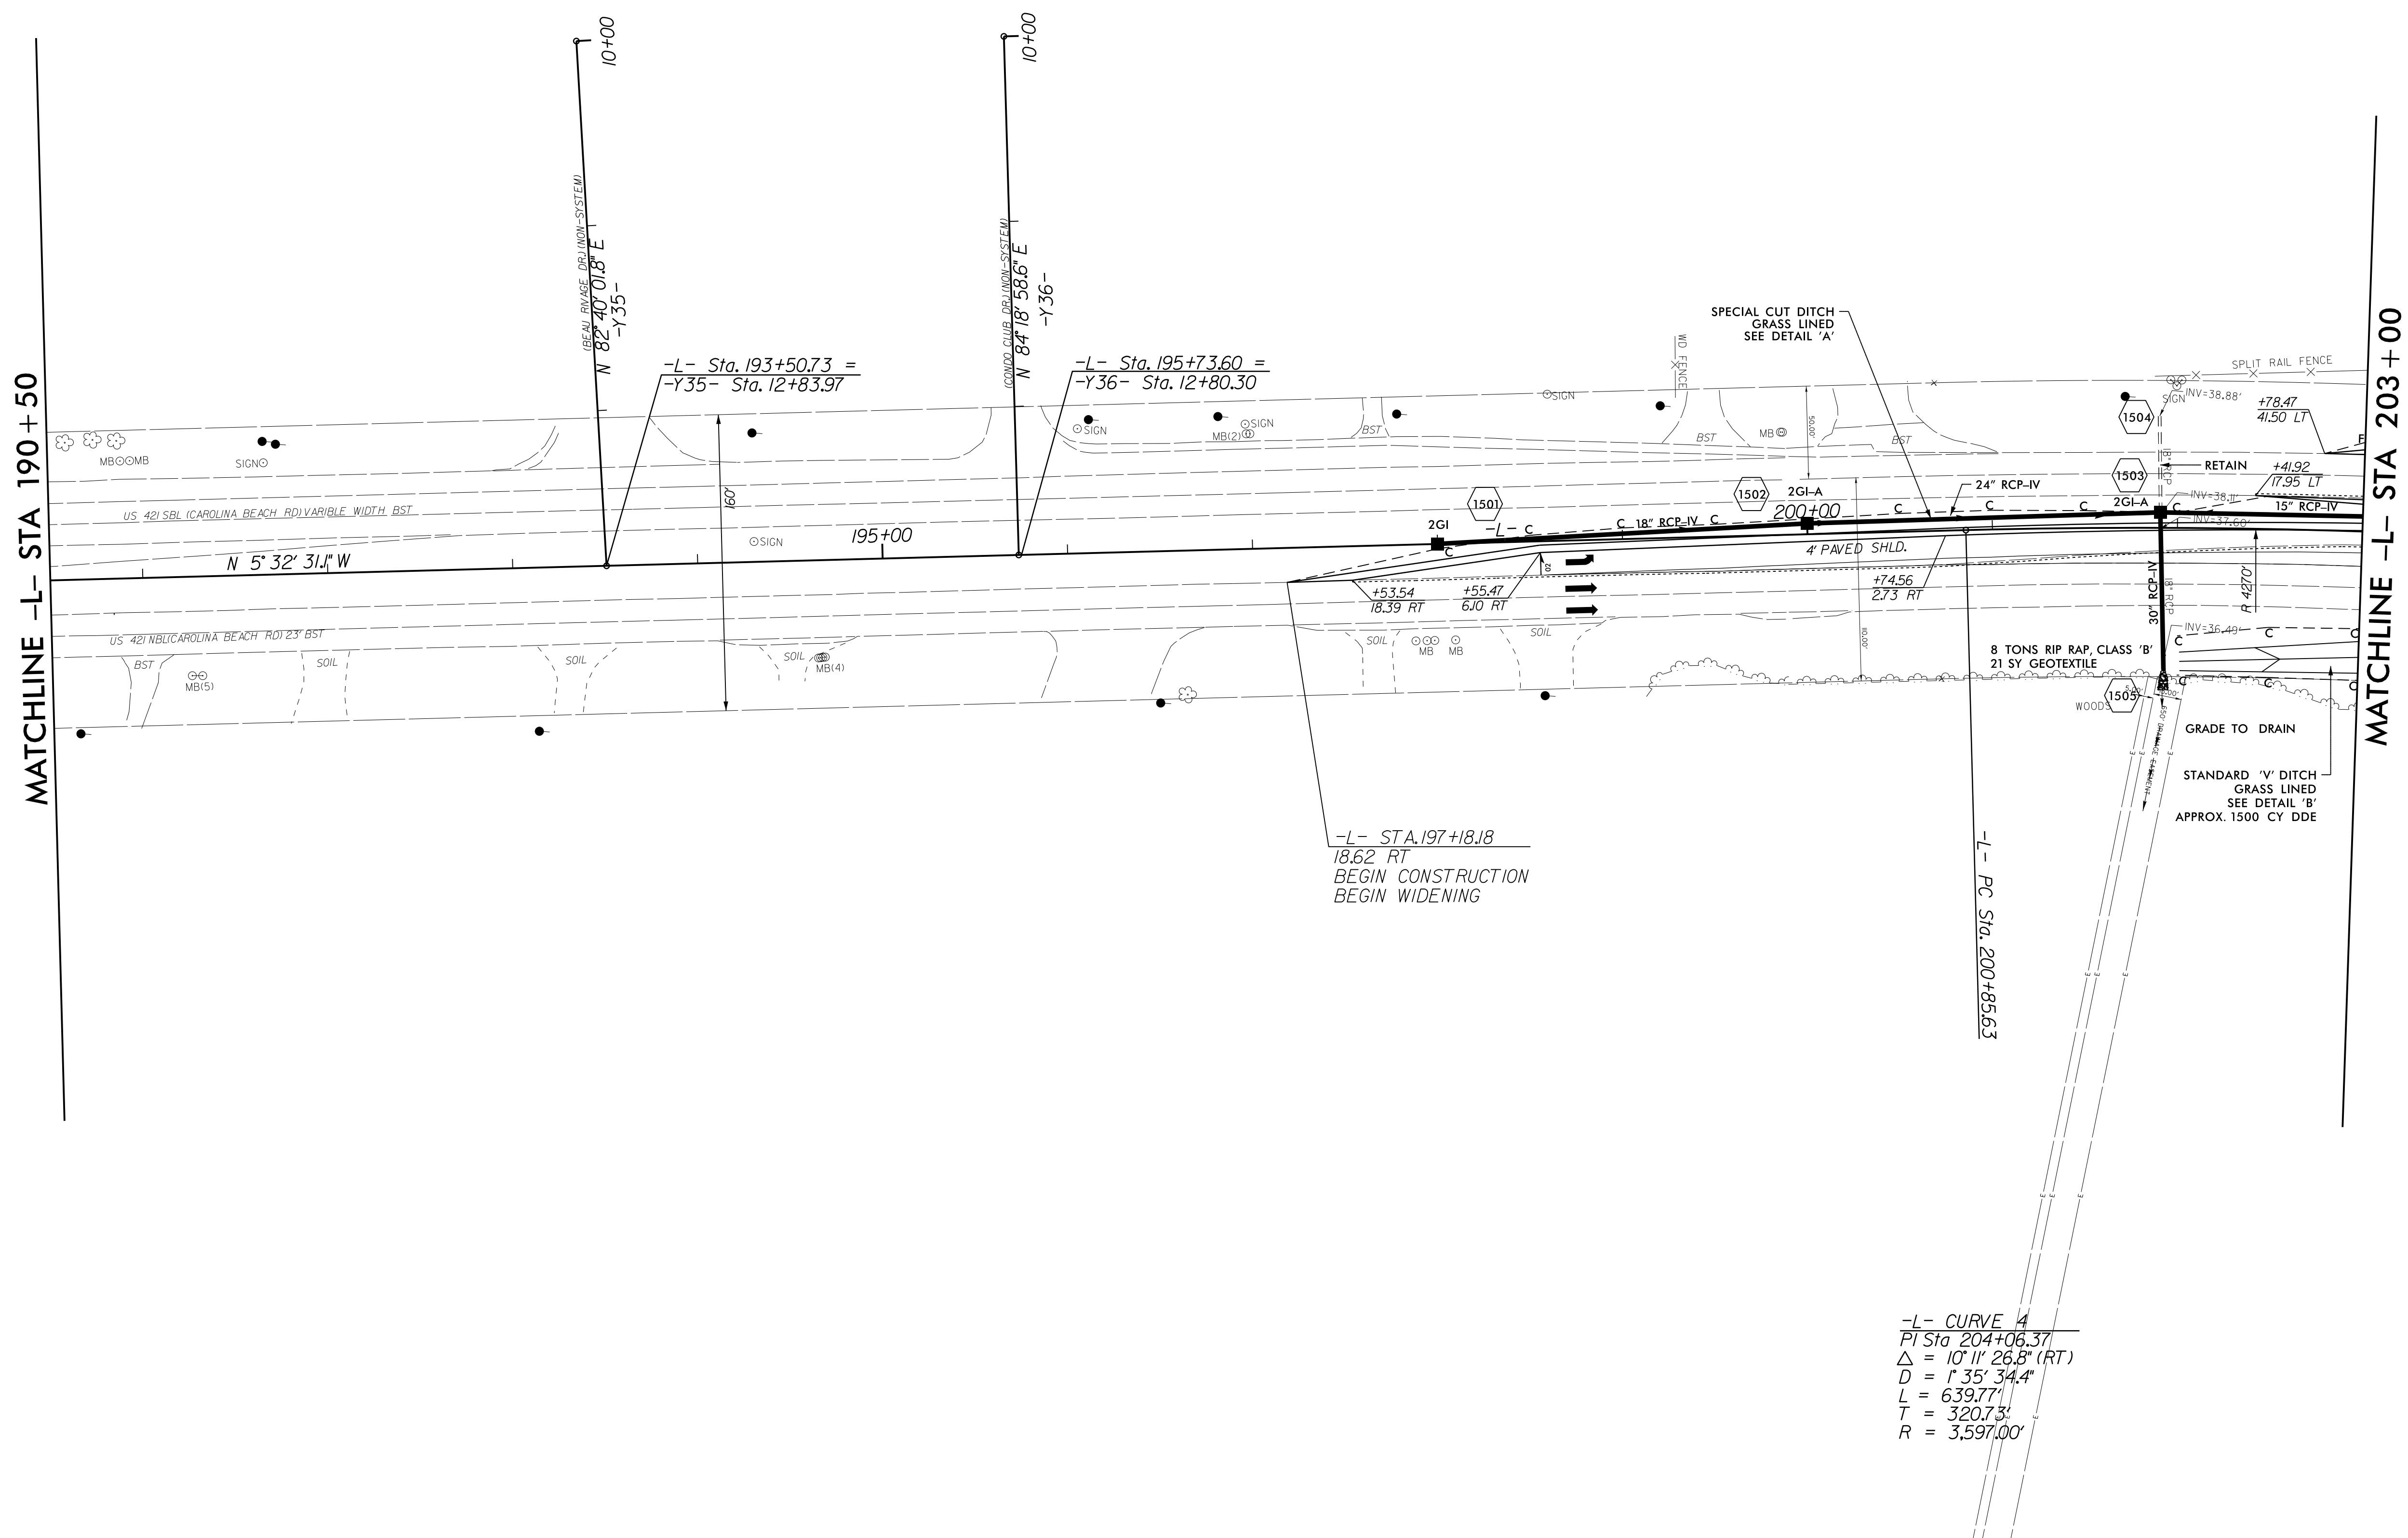 MATCHLINE -L- STA 190+50
10+00
(BEAU RIVAGE DR.) (NON-SYSTEM)
N 82° 40' 01.8" E
-Y35-
10+00
(CONDO CLUB DR.) (NON-SYSTEM)
N 84° 18' 58.6" E
-Y36-
-L- Sta. 193+50.73 =
-Y35- Sta. 12+83.97
-L- Sta. 195+73.60 =
-Y36- Sta. 12+80.30
SPECIAL CUT DITCH
GRASS LINED
SEE DETAIL 'A'
WD FENCE
SPLIT RAIL FENCE
SIGN
INV=38.88'
1504
+78.47
41.50 LT
F
MB MB
SIGN
160'
SIGN
MB(2)
SIGN
BST
SIGN
BST
MB
50.00'
BST
18" RCP
1503
RETAIN
+41.92
17.95 LT
US 421 SBL (CAROLINA BEACH RD) VARIBLE WIDTH BST
SIGN
195+00
N 5° 32' 31.1" W
1501
2GI
-L-
C
C
C
18" RCP-IV
C
1502
2GI-A
200+00
C
24" RCP-IV
C
C
2GI-A
C
INV=38.11'
INV=37.60'
15" RCP-IV
4' PAVED SHLD.
+53.54
18.39 RT
+55.47
6.10 RT
+74.56
2.73 RT
110.00'
30" RCP-IV
18" RCP
R 4270'
INV=36.49'
C
C
C
US 421 NBL (CAROLINA BEACH RD) 23' BST
BST
MB(5)
SOIL
SOIL
SOIL
MB(4)
SOIL
MB
MB
SOIL
8 TONS RIP RAP, CLASS 'B'
21 SY GEOTEXTILE
1505
WOODS
C
C
C
GRADE TO DRAIN
STANDARD 'V' DITCH
GRASS LINED
SEE DETAIL 'B'
APPROX. 1500 CY DDE
-L- STA. 197+18.18
18.62 RT
BEGIN CONSTRUCTION
BEGIN WIDENING
-L- PC Sta. 200+85.63
-L- CURVE 4
PI Sta 204+06.37
△ = 10° 11' 26.8" (RT)
D = 1° 35' 34.4"
L = 639.77'
T = 320.73'
R = 3,597.00'
MATCHLINE -L- STA 203+00